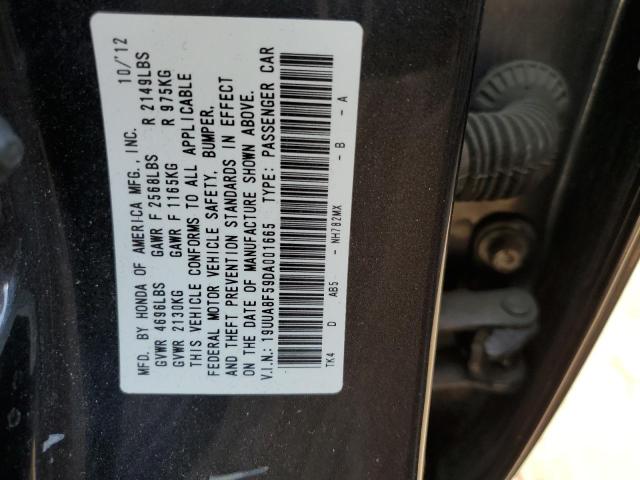 MFD. BY HONDA OF AMERICA MFG., INC. 10/12
GVWR 4696LBS GAWR F 2568LBS R 2149LBS
GVWR 2130KG GAWR F 1165KG R 975KG
THIS VEHICLE CONFORMS TO ALL APPLICABLE
FEDERAL MOTOR VEHICLE SAFETY, BUMPER,
AND THEFT PREVENTION STANDARDS IN EFFECT
ON THE DATE OF MANUFACTURE SHOWN ABOVE.
V.I.N.: 19UUA8F59DA001665 TYPE: PASSENGER CAR
TK4 D AB5 - NH782MX - B - A